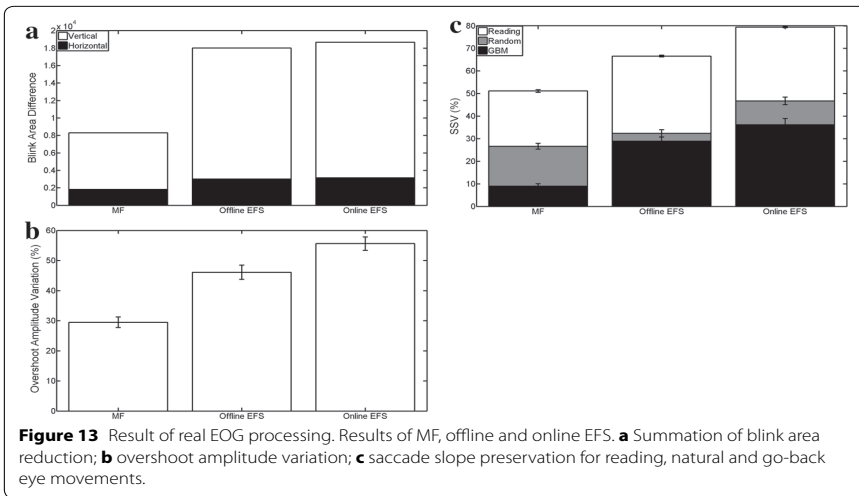 a
x 10⁴
Vertical
Horizontal
Blink Area Difference
2
1.8
1.6
1.4
1.2
1
0.8
0.6
0.4
0.2
0
MF
Offline EFS
Online EFS
b
Overshoot Amplitude Variation (%)
60
50
40
30
20
10
0
MF
Offline EFS
Online EFS
c
Reading
Random
GBM
SSV (%)
80
70
60
50
40
30
20
10
0
MF
Offline EFS
Online EFS
Figure 13 Result of real EOG processing. Results of MF, offline and online EFS. a Summation of blink area
reduction; b overshoot amplitude variation; c saccade slope preservation for reading, natural and go-back
eye movements.